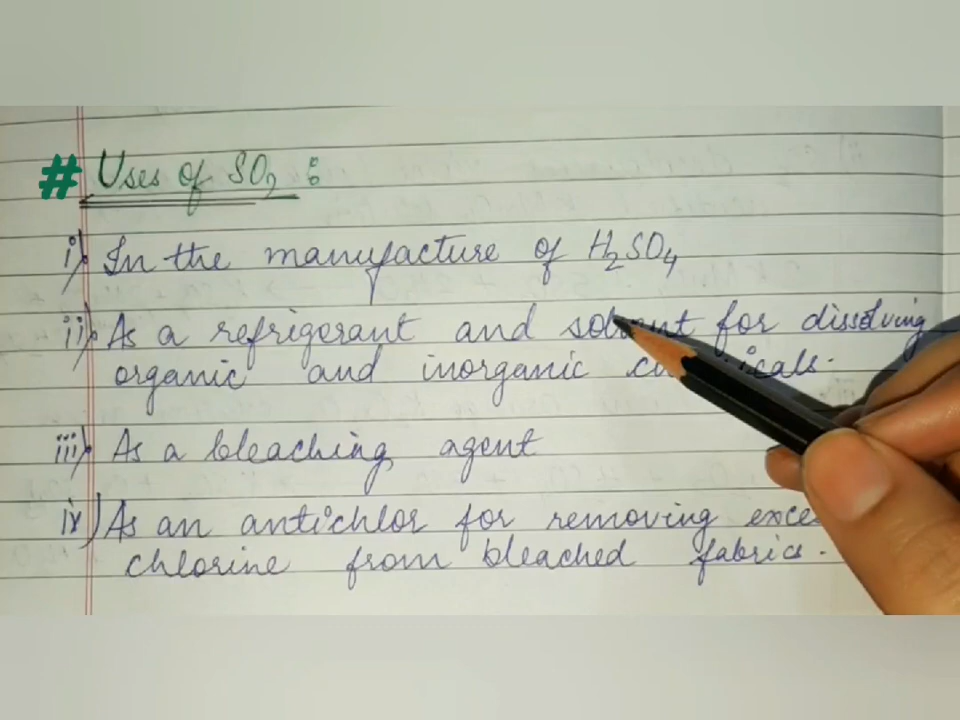 # Uses of SO2 :
i) In the manufacture of H2SO4
ii) As a refrigerant and solvant for dissolving
organic and inorganic
iii) As a bleaching agent
iv) As an antichlor for removing
chlorine from bleached fabrics.